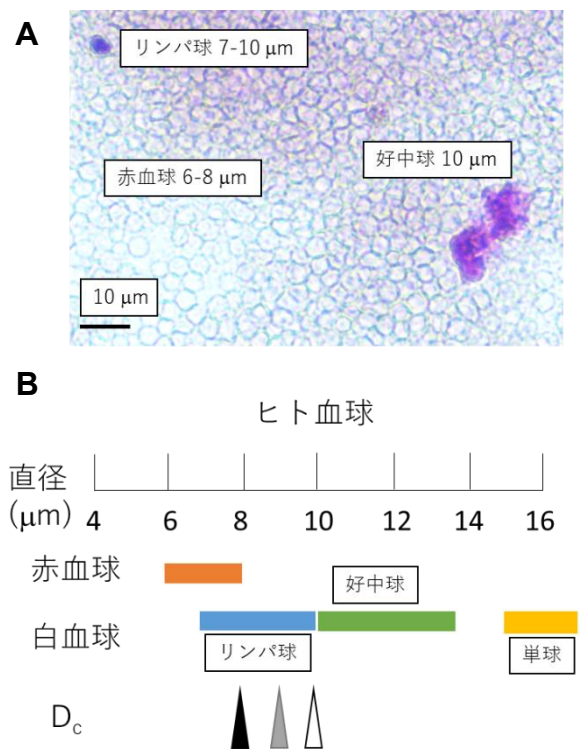 A
リンパ球 7-10 μm
好中球 10 μm
赤血球 6-8 μm
10 μm
B
ヒト血球
直径
(μm) 4 6 8 10 12 14 16
赤血球
好中球
白血球
リンパ球
単球
Dc